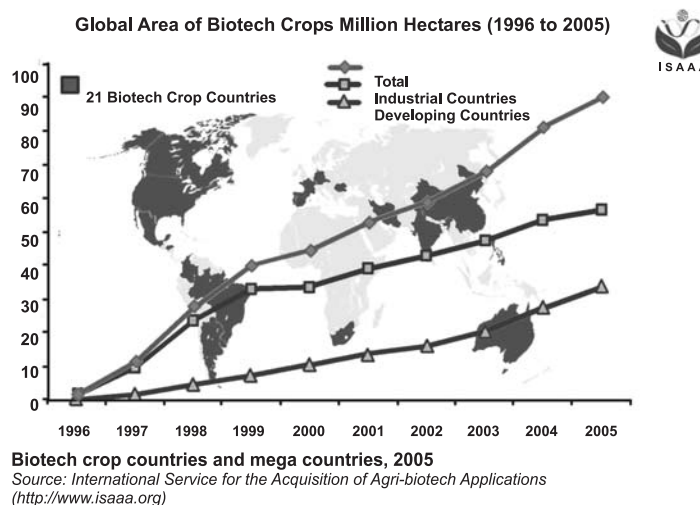 Global Area of Biotech Crops Million Hectares (1996 to 2005)
ISAAA
100
90
80
70
60
50
40
30
20
10
0
21 Biotech Crop Countries
Total
Industrial Countries
Developing Countries
1996 1997 1998 1999 2000 2001 2002 2003 2004 2005
Biotech crop countries and mega countries, 2005
Source: International Service for the Acquisition of Agri-biotech Applications
(http://www.isaaa.org)